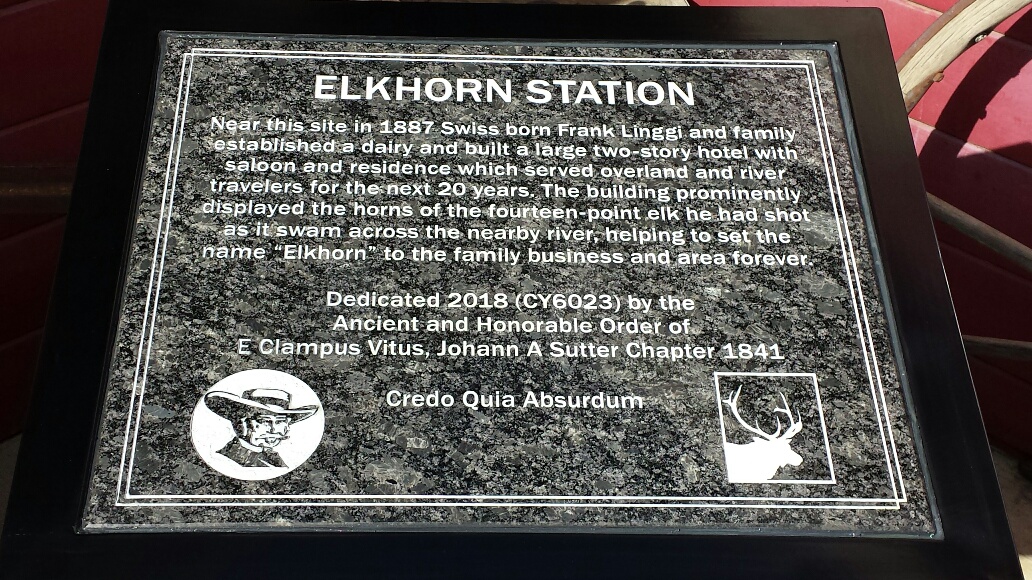 ELKHORN STATION
Near this site in 1887 Swiss born Frank Linggi and family
established a dairy and built a large two-story hotel with
saloon and residence which served overland and river
travelers for the next 20 years. The building prominently
displayed the horns of the fourteen-point elk he had shot
as it swam across the nearby river, helping to set the
name “Elkhorn” to the family business and area forever.
Dedicated 2018 (CY6023) by the
Ancient and Honorable Order of
E Clampus Vitus, Johann A Sutter Chapter 1841
Credo Quia Absurdum